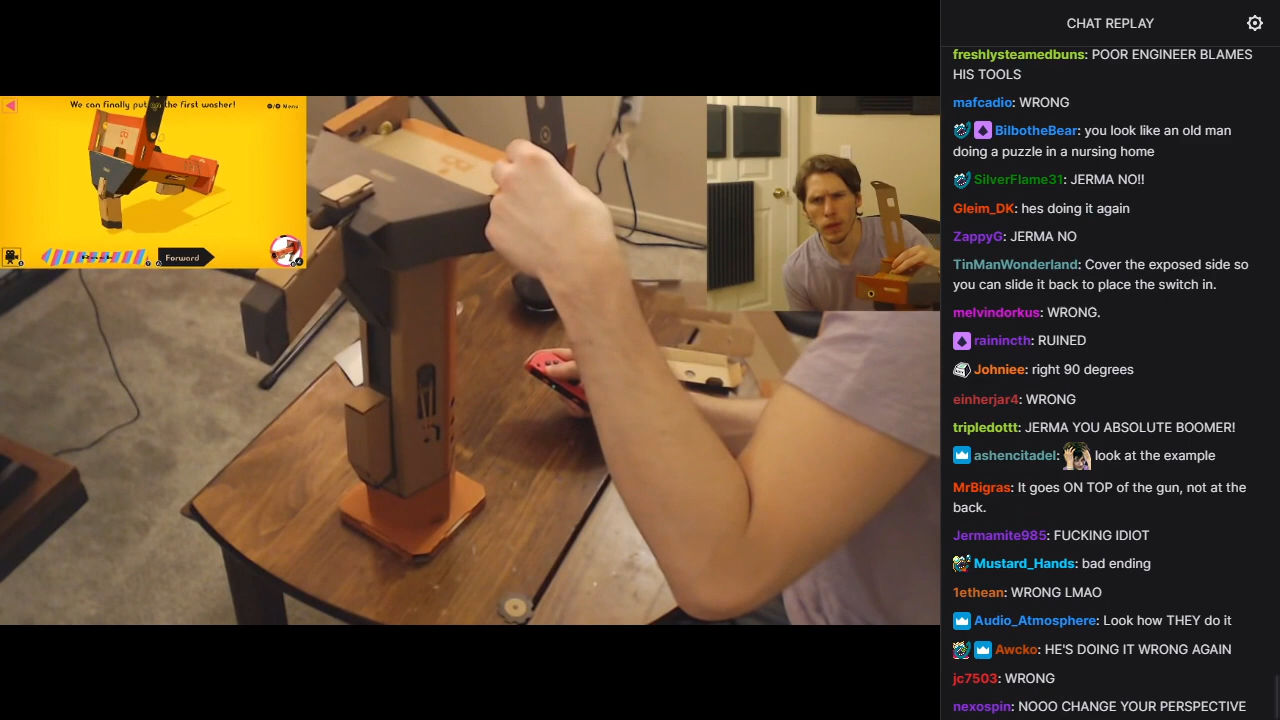 We can finally put on the first washer!
Menu
Forward
CHAT REPLAY
freshlysteamedbuns: POOR ENGINEER BLAMES
HIS TOOLS
mafcadio: WRONG
BilbotheBear: you look like an old man
doing a puzzle in a nursing home
SilverFlame31: JERMA NO!!
Gleim_DK: hes doing it again
ZappyG: JERMA NO
TinManWonderland: Cover the exposed side so
you can slide it back to place the switch in.
melvindorkus: WRONG.
rainincth: RUINED
Johniee: right 90 degrees
einherjar4: WRONG
tripledottt: JERMA YOU ABSOLUTE BOOMER!
ashencitadel: look at the example
MrBigras: It goes ON TOP of the gun, not at the
back.
Jermamite985: FUCKING IDIOT
Mustard_Hands: bad ending
1ethean: WRONG LMAO
Audio_Atmosphere: Look how THEY do it
Awcko: HE'S DOING IT WRONG AGAIN
jc7503: WRONG
nexospin: NOOO CHANGE YOUR PERSPECTIVE